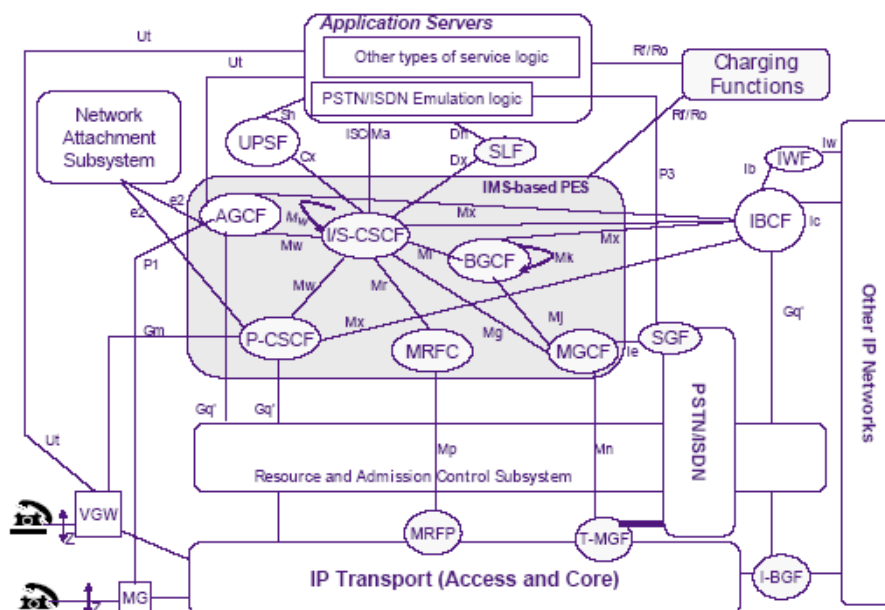 Application Servers
Ut
Other types of service logic
Rf/Ro
Ut
Charging
Functions
PSTN/ISDN Emulation logic
Network
Attachment
Subsystem
Sh
ISC/Ma
Dh
Rf/Ro
UPSF
SLF
Iw
Cx
Dx
IWF
P3
Ib
IMS-based PES
e2
e2
AGCF
Mw
Mx
IBCF
Ic
I/S-CSCF
Mx
Mw
Mi
BGCF
Mk
P1
Mw
Mr
Other IP Networks
Gm
Mx
Mg
Mj
Gq'
P-CSCF
MRFC
MGCF
Ie
SGF
PSTN/ISDN
Gq'
Gq'
Ut
Mp
Mn
Resource and Admission Control Subsystem
VGW
Z
MRFP
T-MGF
IP Transport (Access and Core)
I-BGF
MG